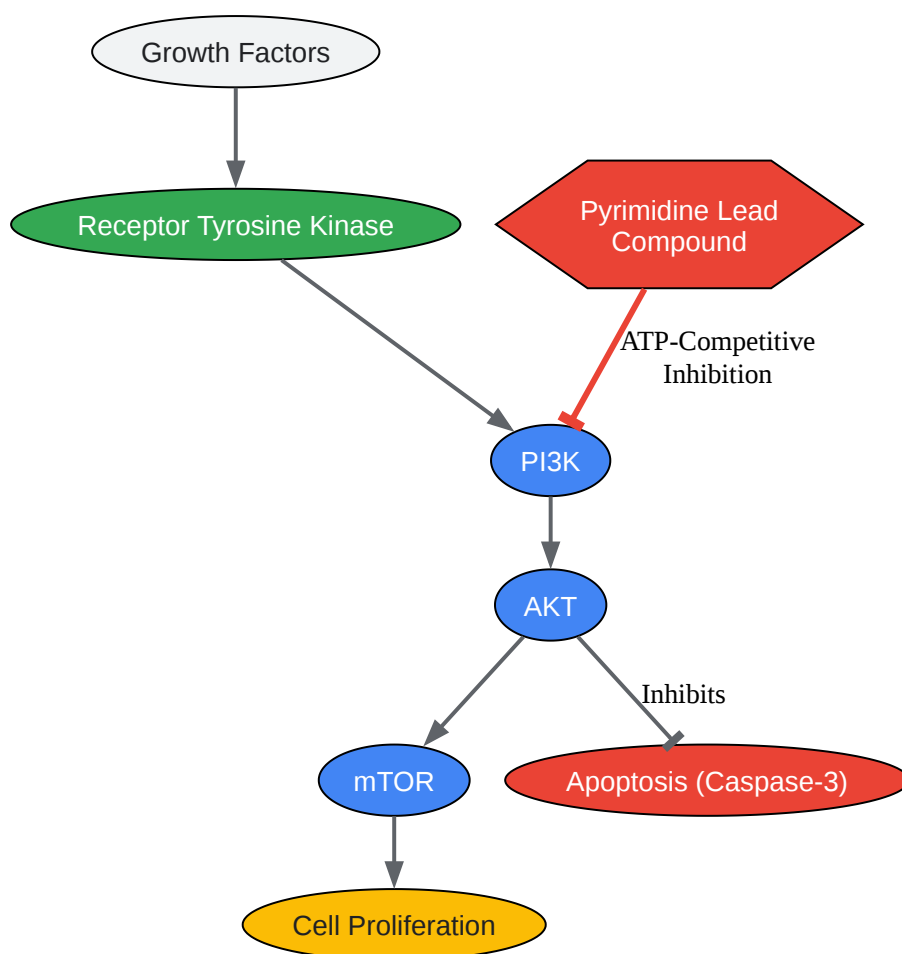 Growth Factors
Receptor Tyrosine Kinase
Pyrimidine Lead
Compound
ATP-Competitive
Inhibition
PI3K
AKT
Inhibits
mTOR
Apoptosis (Caspase-3)
Cell Proliferation